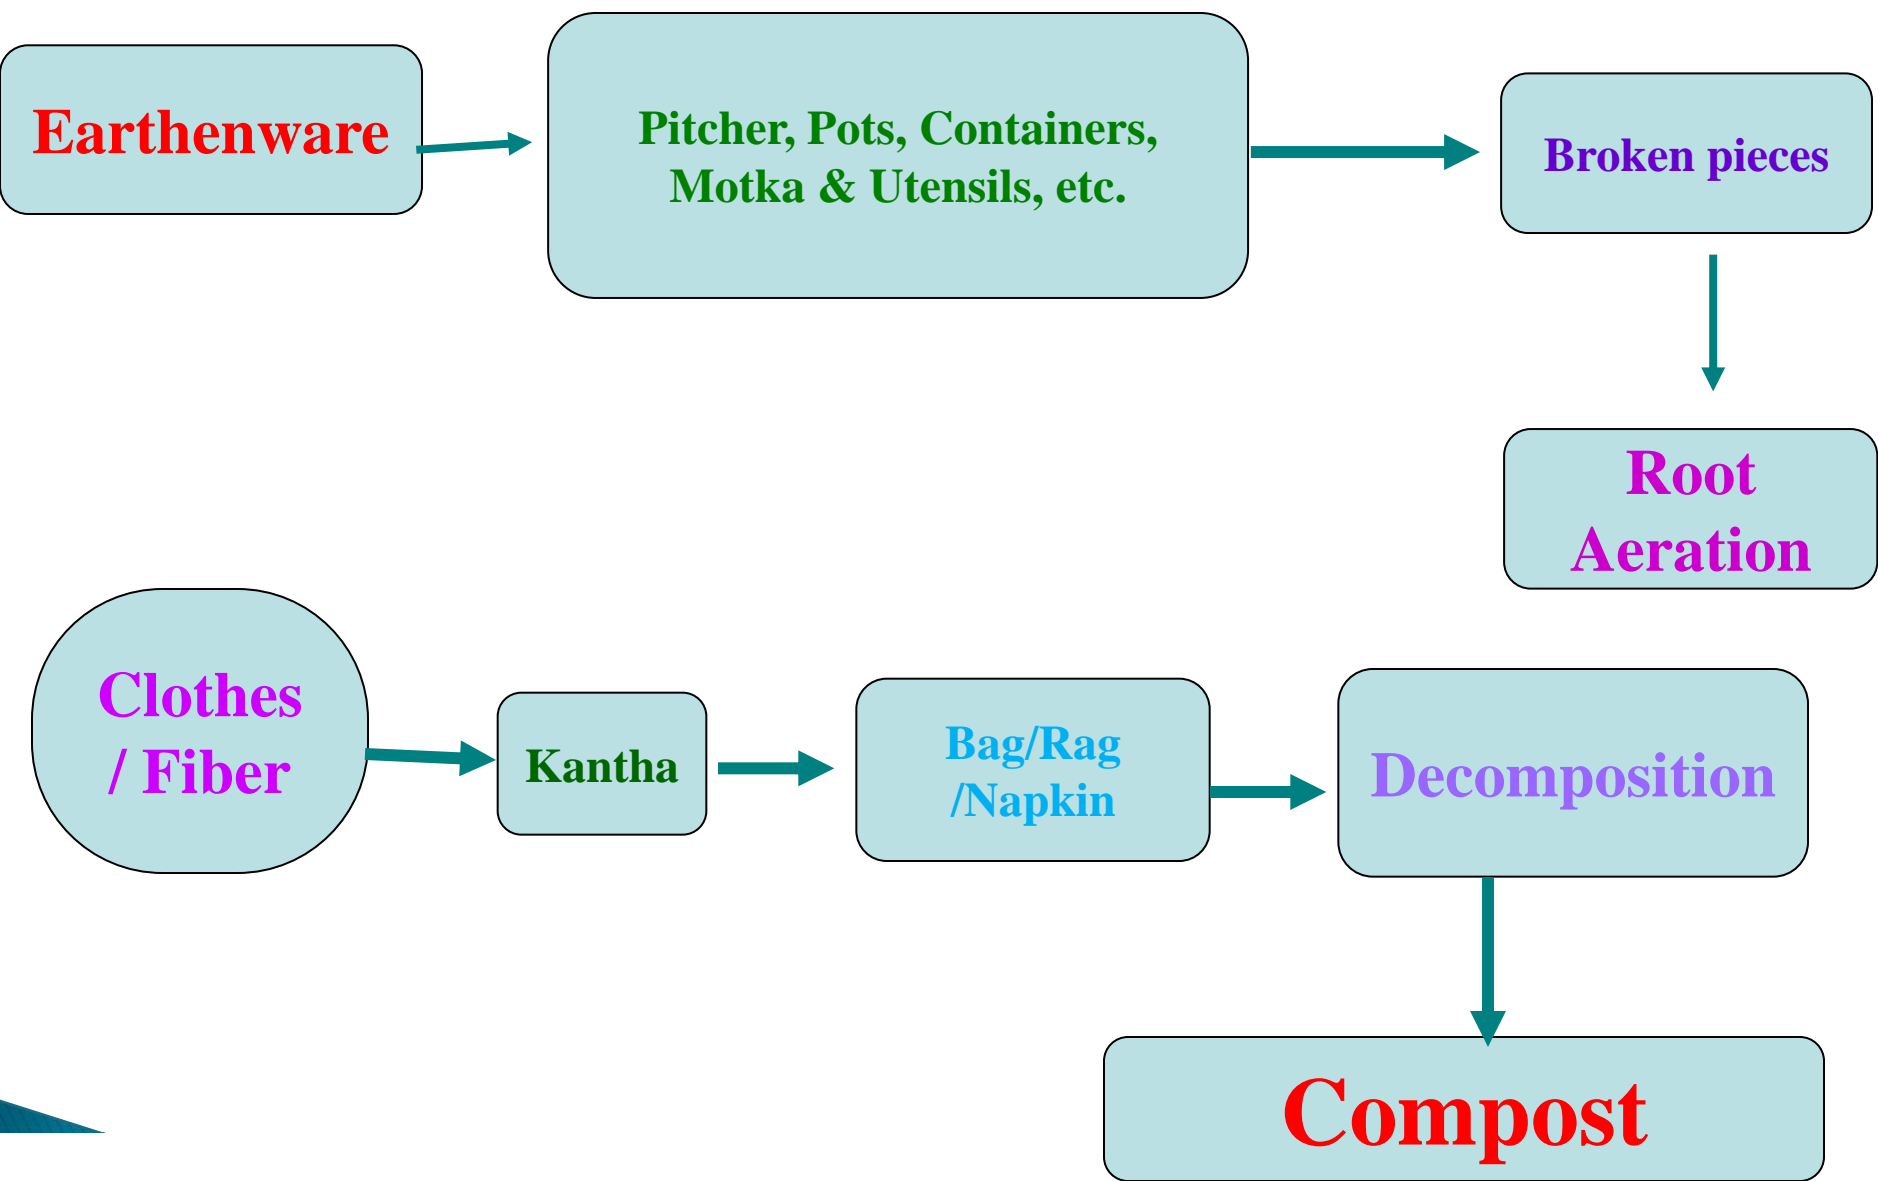 Earthenware
Pitcher, Pots, Containers,
Motka & Utensils, etc.
Broken pieces
Root
Aeration
Clothes
/ Fiber
Kantha
Bag/Rag
/Napkin
Decomposition
Compost